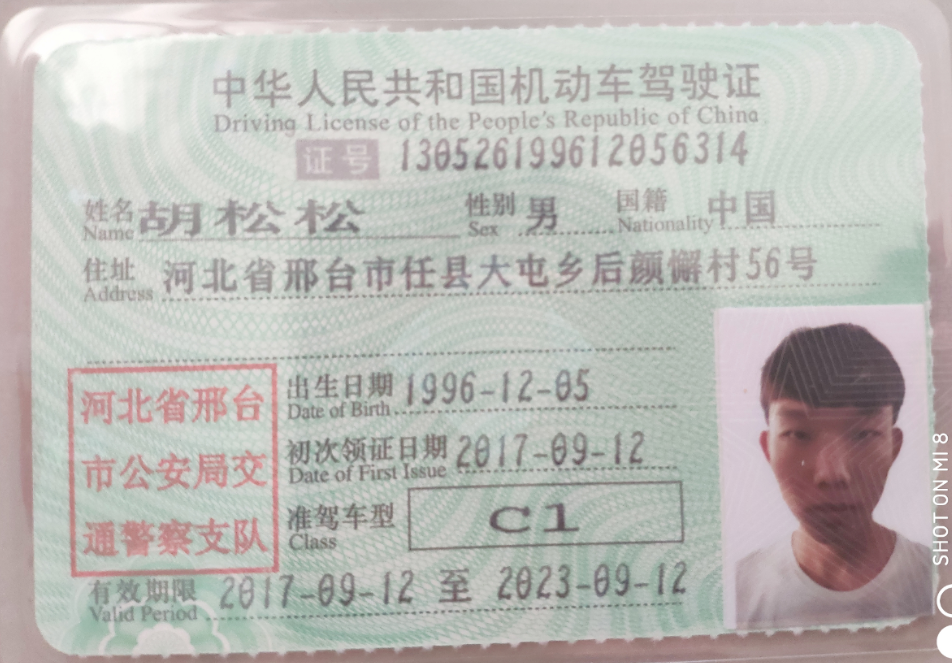 中华人民共和国机动车驾驶证
Driving License of the People's Republic of China
证号 130526199612056314
姓名 胡松松 性别 男 国籍 中国
Name Sex Nationality
住址 河北省邢台市任县大屯乡后颜懈村56号
Address
河北省邢台
市公安局交
通警察支队
出生日期 1996-12-05
Date of Birth
初次领证日期 2017-09-12
Date of First Issue
准驾车型 C1
Class
有效期限 2017-09-12 至 2023-09-12
Valid Period
SHOT ON MI 8